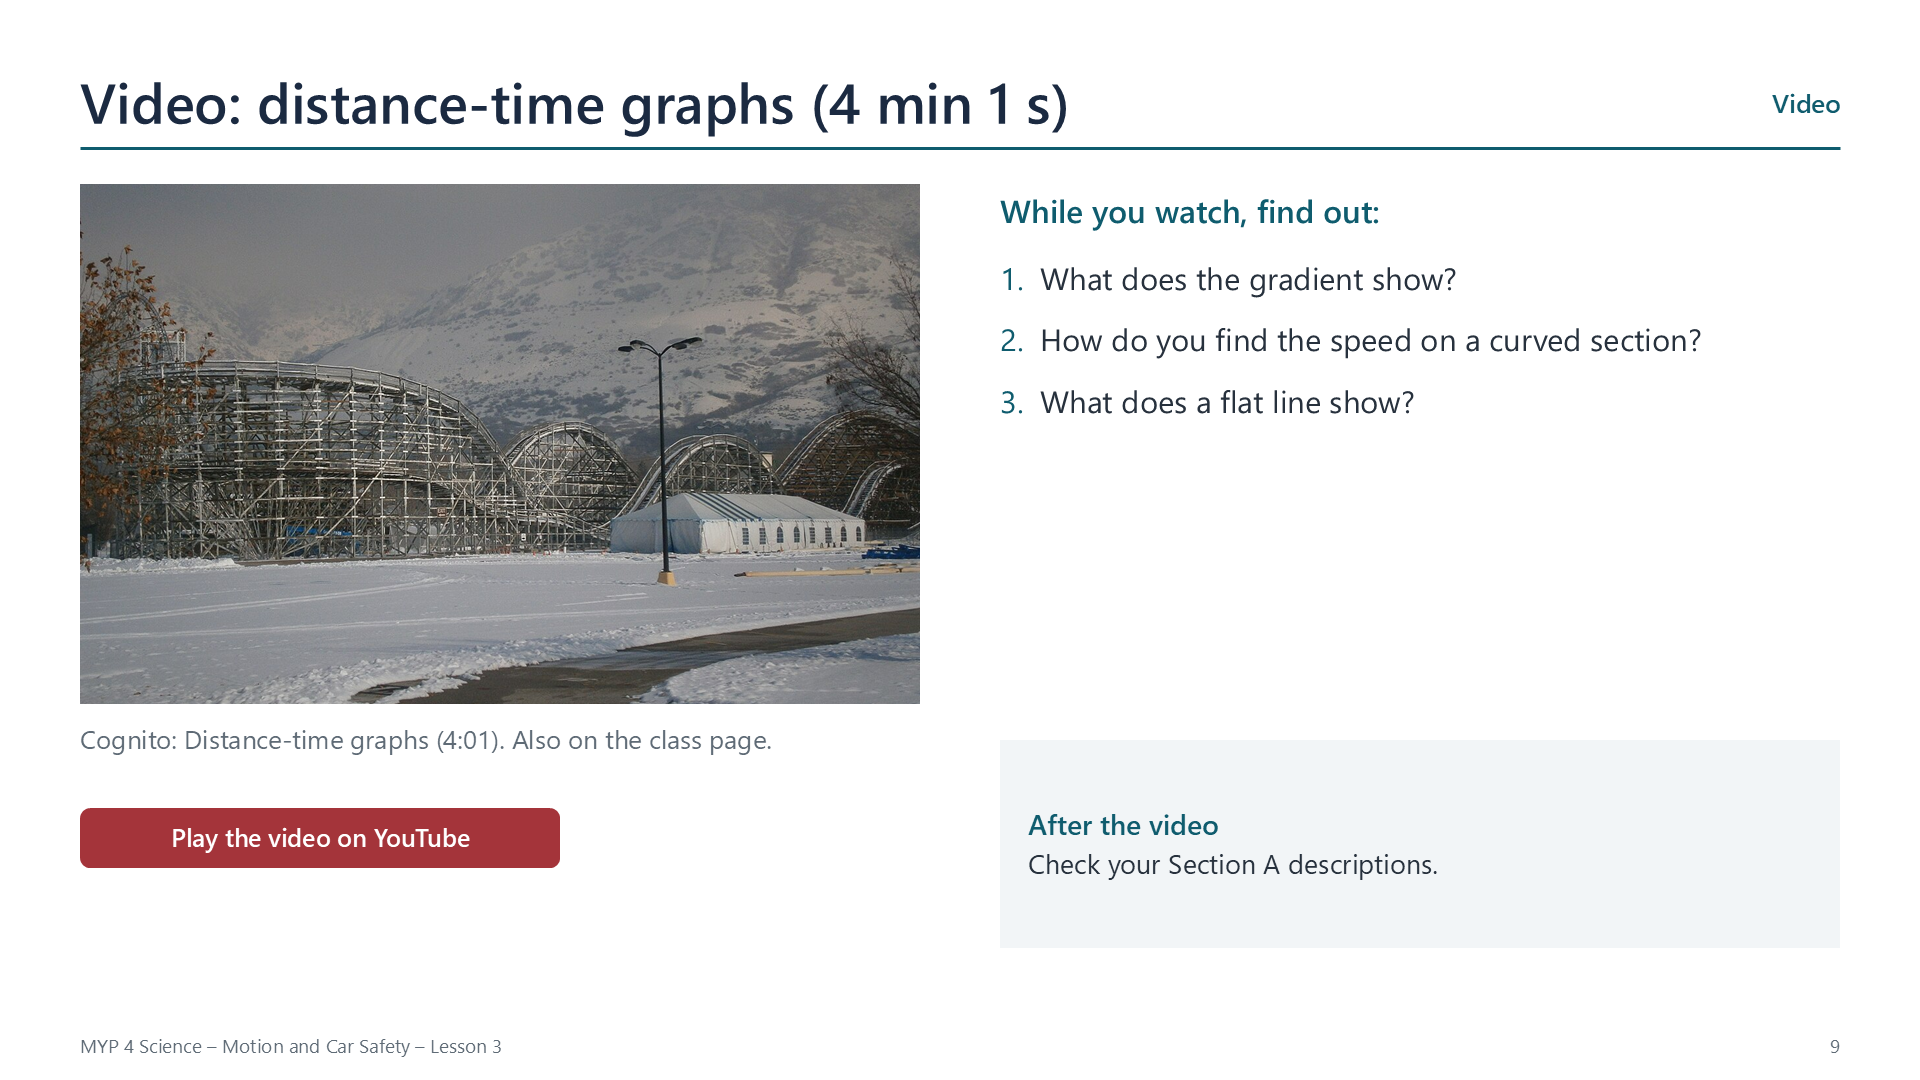 Video: distance-time graphs (4 min 1 s)
Video
While you watch, find out:
1. What does the gradient show?
2. How do you find the speed on a curved section?
3. What does a flat line show?
Cognito: Distance-time graphs (4:01). Also on the class page.
Play the video on YouTube
After the video
Check your Section A descriptions.
MYP 4 Science – Motion and Car Safety – Lesson 3
9